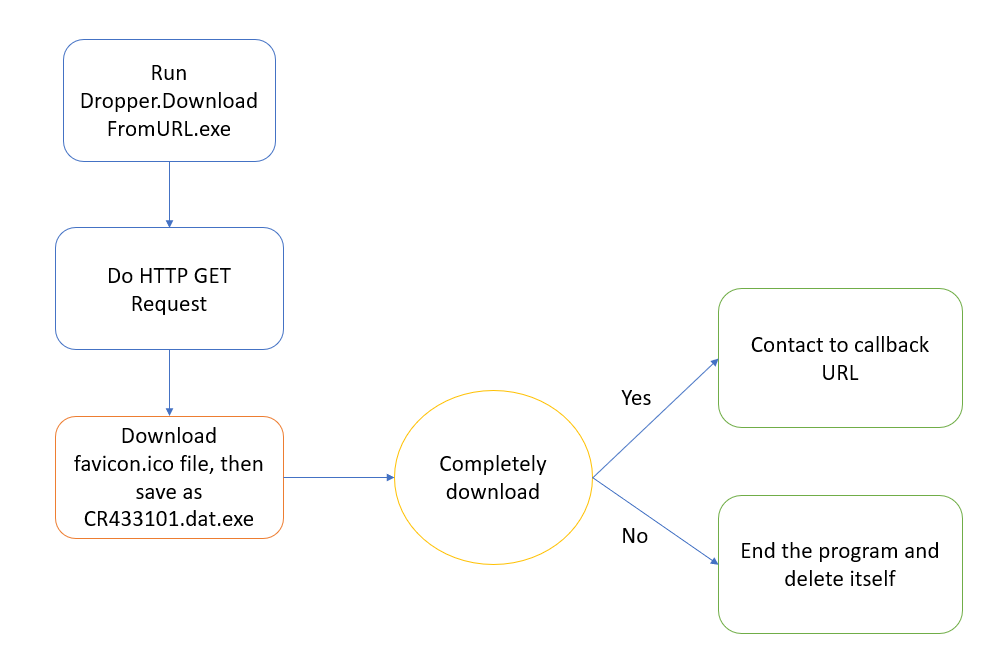 Run
Dropper.Download
FromURL.exe
Do HTTP GET
Request
Download
favicon.ico file, then
save as
CR433101.dat.exe
Completely
download
Yes
No
Contact to callback
URL
End the program and
delete itself